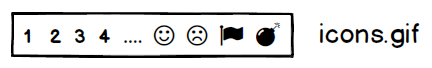 1 2 3 4 .... ☺ ☹ ⚑ 💣 icons.gif